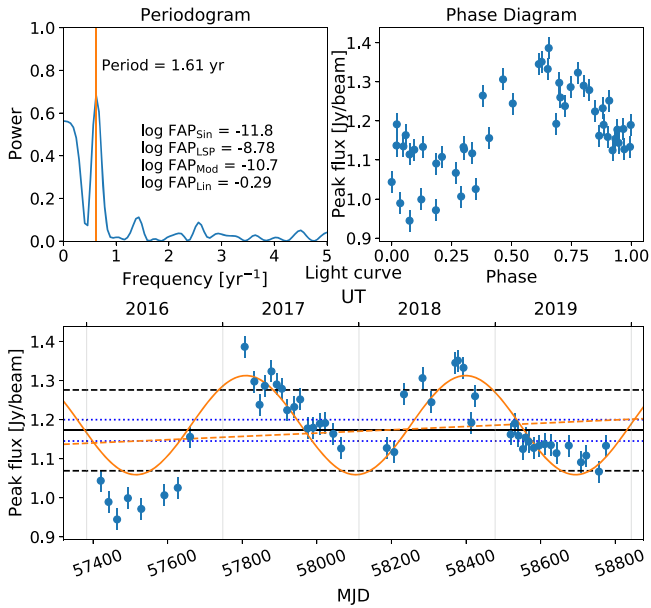 Periodogram
1.0
0.8
0.6
0.4
0.2
0.0
Power
Period = 1.61 yr
log FAP_Sin = -11.8
log FAP_LSP = -8.78
log FAP_Mod = -10.7
log FAP_Lin = -0.29
0 1 2 3 4 5
Frequency [yr⁻¹]
Phase Diagram
1.4
1.3
1.2
1.1
1.0
0.9
Peak flux [Jy/beam]
0.00 0.25 0.50 0.75 1.00
Phase
Light curve
UT
2016 2017 2018 2019
1.4
1.3
1.2
1.1
1.0
0.9
Peak flux [Jy/beam]
57400 57600 57800 58000 58200 58400 58600 58800
MJD